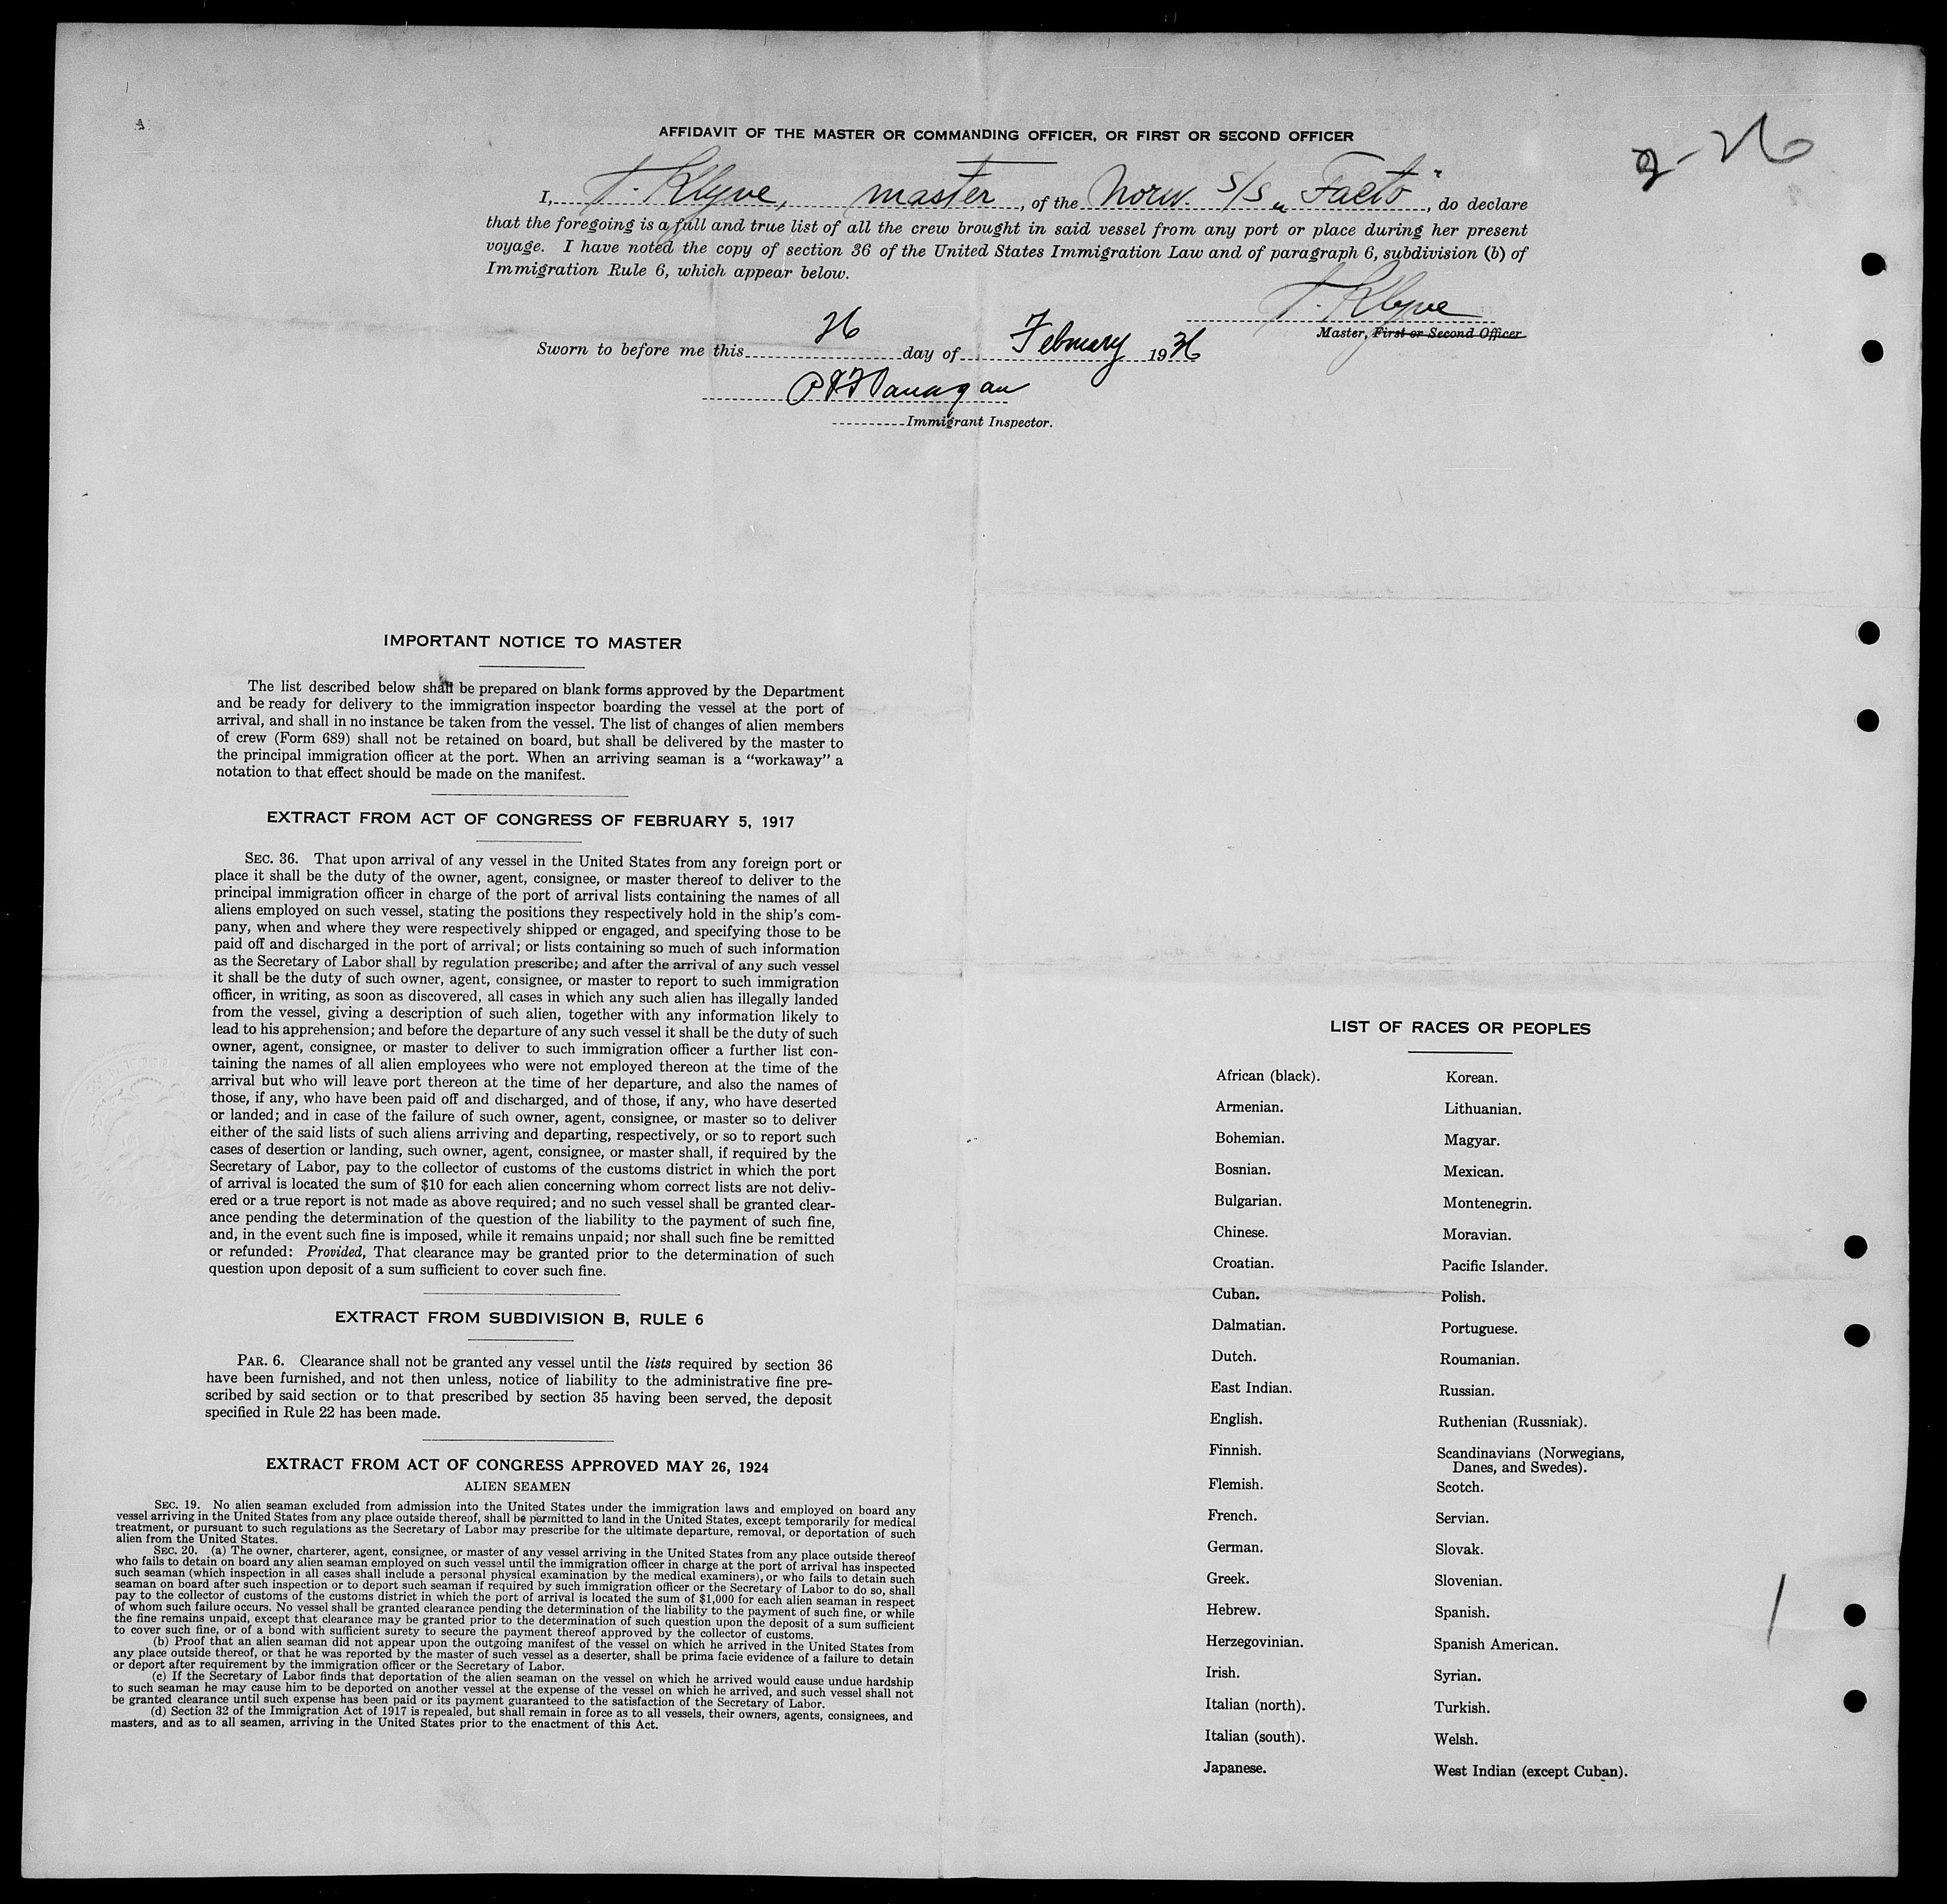 AFFIDAVIT OF THE MASTER OR COMMANDING OFFICER, OR FIRST OR SECOND OFFICER
2-26
I, T. Klyve, master, of the Norw. S/S „Facto", do declare
that the foregoing is a full and true list of all the crew brought in said vessel from any port or place during her present
voyage. I have noted the copy of section 36 of the United States Immigration Law and of paragraph 6, subdivision (b) of
Immigration Rule 6, which appear below.
T. Klyve
Master, First or Second Officer
Sworn to before me this 26 day of February 1936
Flanagan
Immigrant Inspector.
IMPORTANT NOTICE TO MASTER
The list described below shall be prepared on blank forms approved by the Department
and be ready for delivery to the immigration inspector boarding the vessel at the port of
arrival, and shall in no instance be taken from the vessel. The list of changes of alien members
of crew (Form 689) shall not be retained on board, but shall be delivered by the master to
the principal immigration officer at the port. When an arriving seaman is a “workaway” a
notation to that effect should be made on the manifest.
EXTRACT FROM ACT OF CONGRESS OF FEBRUARY 5, 1917
SEC. 36. That upon arrival of any vessel in the United States from any foreign port or
place it shall be the duty of the owner, agent, consignee, or master thereof to deliver to the
principal immigration officer in charge of the port of arrival lists containing the names of all
aliens employed on such vessel, stating the positions they respectively hold in the ship's com-
pany, when and where they were respectively shipped or engaged, and specifying those to be
paid off and discharged in the port of arrival; or lists containing so much of such information
as the Secretary of Labor shall by regulation prescribe; and after the arrival of any such vessel
it shall be the duty of such owner, agent, consignee, or master to report to such immigration
officer, in writing, as soon as discovered, all cases in which any such alien has illegally landed
from the vessel, giving a description of such alien, together with any information likely to
lead to his apprehension; and before the departure of any such vessel it shall be the duty of such
owner, agent, consignee, or master to deliver to such immigration officer a further list con-
taining the names of all alien employees who were not employed thereon at the time of the
arrival but who will leave port thereon at the time of her departure, and also the names of
those, if any, who have been paid off and discharged, and of those, if any, who have deserted
or landed; and in case of the failure of such owner, agent, consignee, or master so to deliver
either of the said lists of such aliens arriving and departing, respectively, or so to report such
cases of desertion or landing, such owner, agent, consignee, or master shall, if required by the
Secretary of Labor, pay to the collector of customs of the customs district in which the port
of arrival is located the sum of $10 for each alien concerning whom correct lists are not deliv-
ered or a true report is not made as above required; and no such vessel shall be granted clear-
ance pending the determination of the question of the liability to the payment of such fine,
and, in the event such fine is imposed, while it remains unpaid; nor shall such fine be remitted
or refunded: Provided, That clearance may be granted prior to the determination of such
question upon deposit of a sum sufficient to cover such fine.
EXTRACT FROM SUBDIVISION B, RULE 6
PAR. 6. Clearance shall not be granted any vessel until the lists required by section 36
have been furnished, and not then unless, notice of liability to the administrative fine pre-
scribed by said section or to that prescribed by section 35 having been served, the deposit
specified in Rule 22 has been made.
EXTRACT FROM ACT OF CONGRESS APPROVED MAY 26, 1924
ALIEN SEAMEN
SEC. 19. No alien seaman excluded from admission into the United States under the immigration laws and employed on board any
vessel arriving in the United States from any place outside thereof, shall be permitted to land in the United States, except temporarily for medical
treatment, or pursuant to such regulations as the Secretary of Labor may prescribe for the ultimate departure, removal, or deportation of such
alien from the United States.
SEC. 20. (a) The owner, charterer, agent, consignee, or master of any vessel arriving in the United States from any place outside thereof
who fails to detain on board any alien seaman employed on such vessel until the immigration officer in charge at the port of arrival has inspected
such seaman (which inspection in all cases shall include a personal physical examination by the medical examiners), or who fails to detain such
seaman on board after such inspection or to deport such seaman if required by such immigration officer or the Secretary of Labor to do so, shall
pay to the collector of customs of the customs district in which the port of arrival is located the sum of $1,000 for each alien seaman in respect
of whom such failure occurs. No vessel shall be granted clearance pending the determination of the liability to the payment of such fine, or while
the fine remains unpaid, except that clearance may be granted prior to the determination of such question upon the deposit of a sum sufficient
to cover such fine, or of a bond with sufficient surety to secure the payment thereof approved by the collector of customs.
(b) Proof that an alien seaman did not appear upon the outgoing manifest of the vessel on which he arrived in the United States from
any place outside thereof, or that he was reported by the master of such vessel as a deserter, shall be prima facie evidence of a failure to detain
or deport after requirement by the immigration officer or the Secretary of Labor.
(c) If the Secretary of Labor finds that deportation of the alien seaman on the vessel on which he arrived would cause undue hardship
to such seaman he may cause him to be deported on another vessel at the expense of the vessel on which he arrived, and such vessel shall not
be granted clearance until such expense has been paid or its payment guaranteed to the satisfaction of the Secretary of Labor.
(d) Section 32 of the Immigration Act of 1917 is repealed, but shall remain in force as to all vessels, their owners, agents, consignees, and
masters, and as to all seamen, arriving in the United States prior to the enactment of this Act.
LIST OF RACES OR PEOPLES
African (black).
Armenian.
Bohemian.
Bosnian.
Bulgarian.
Chinese.
Croatian.
Cuban.
Dalmatian.
Dutch.
East Indian.
English.
Finnish.
Flemish.
French.
German.
Greek.
Hebrew.
Herzegovinian.
Irish.
Italian (north).
Italian (south).
Japanese.
Korean.
Lithuanian.
Magyar.
Mexican.
Montenegrin.
Moravian.
Pacific Islander.
Polish.
Portuguese.
Roumanian.
Russian.
Ruthenian (Russniak).
Scandinavians (Norwegians,
Danes, and Swedes).
Scotch.
Servian.
Slovak.
Slovenian.
Spanish.
Spanish American.
Syrian.
Turkish.
Welsh.
West Indian (except Cuban).